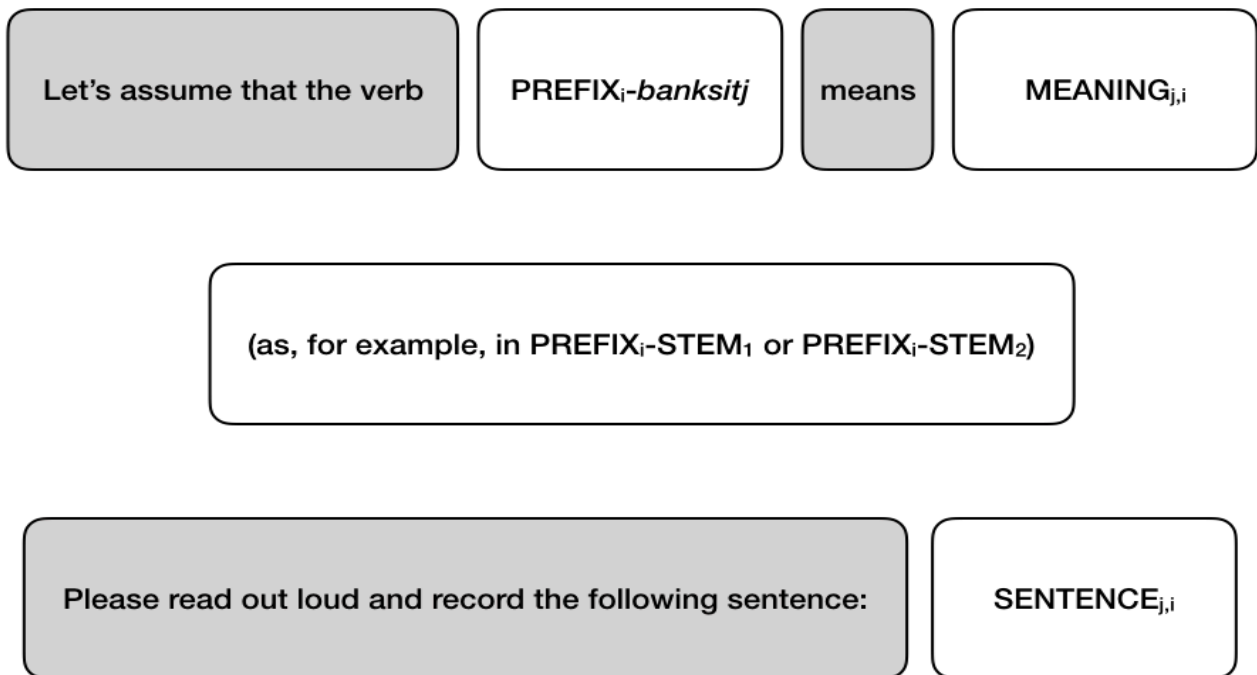 Let’s assume that the verb PREFIXᵢ-banksitj means MEANINGⱼ,ᵢ
(as, for example, in PREFIXᵢ-STEM₁ or PREFIXᵢ-STEM₂)
Please read out loud and record the following sentence: SENTENCEⱼ,ᵢ